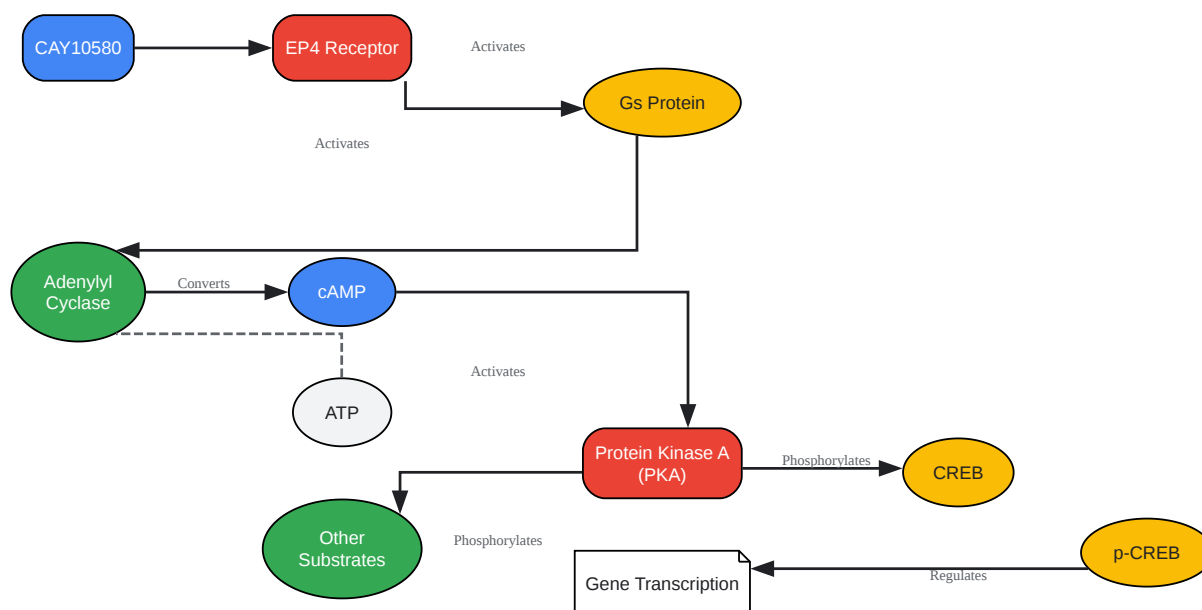 CAY10580
EP4 Receptor
Activates
Gs Protein
Activates
Adenylyl
Cyclase
Converts
cAMP
Activates
ATP
Protein Kinase A
(PKA)
Phosphorylates
CREB
Other
Substrates
Phosphorylates
p-CREB
Regulates
Gene Transcription